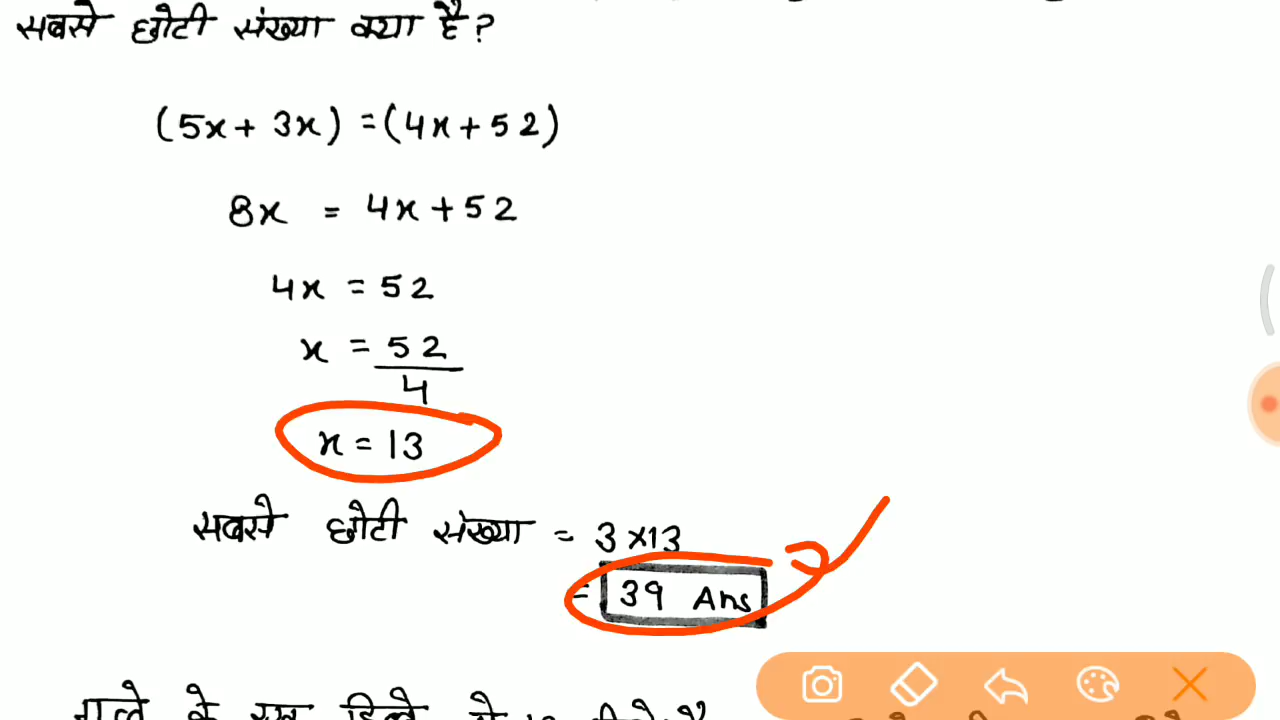 सबसे छोटी संख्या क्या है?
(5x + 3x) = (4x + 52)
8x = 4x + 52
4x = 52
x = 52
4
x = 13
सबसे छोटी संख्या = 3 x 13
= 39 Ans